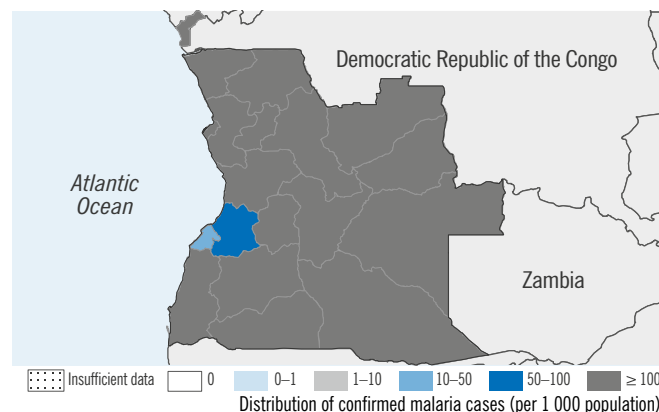 Democratic Republic of the Congo
Atlantic
Ocean
Zambia
Insufficient data 0 0–1 1–10 10–50 50–100 ≥ 100
Distribution of confirmed malaria cases (per 1 000 population)